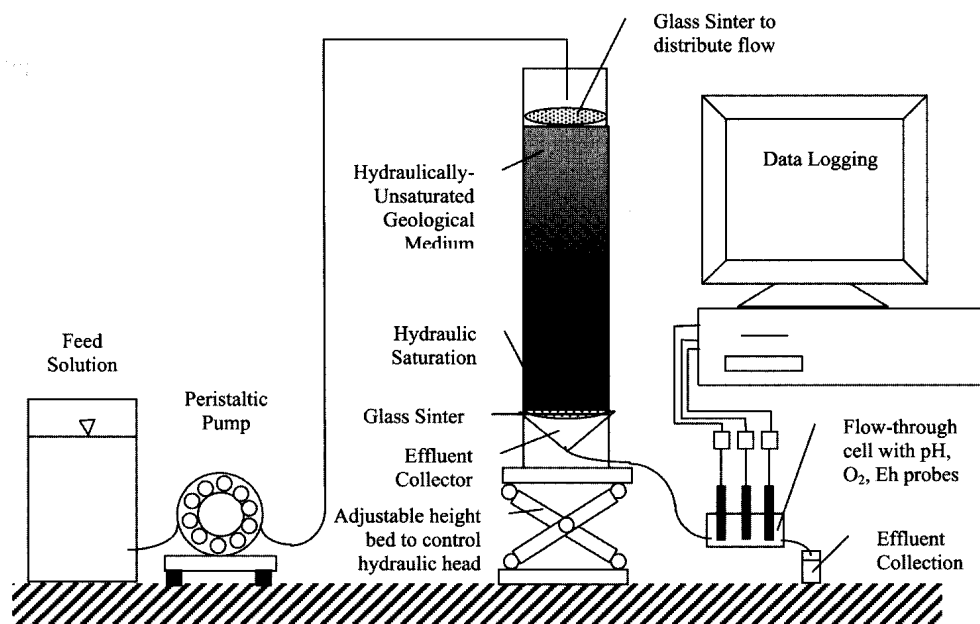 Glass Sinter to
distribute flow
Data Logging
Hydraulically-
Unsaturated
Geological
Medium
Hydraulic
Saturation
Feed
Solution
Peristaltic
Pump
Glass Sinter
Effluent
Collector
Flow-through
cell with pH,
O₂, Eh probes
Adjustable height
bed to control
hydraulic head
Effluent
Collection